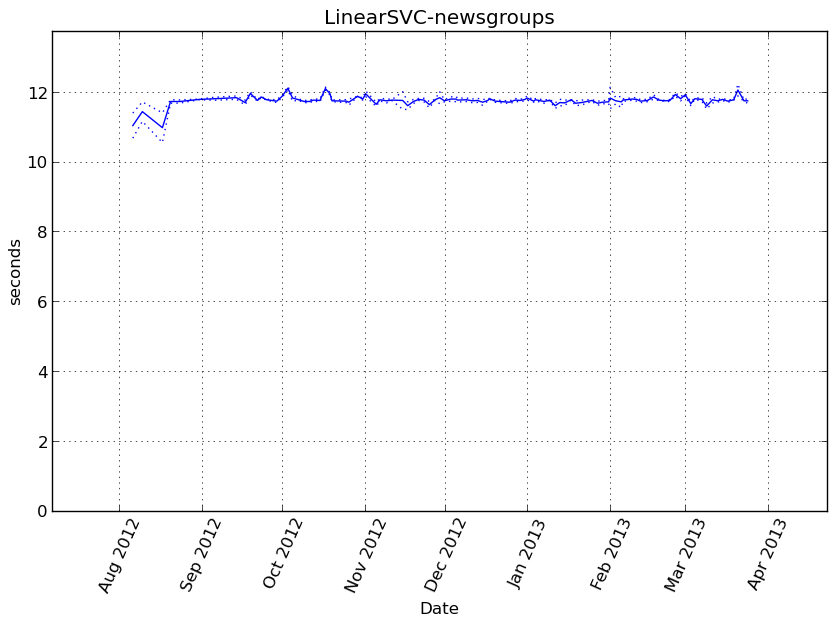 LinearSVC-newsgroups
12
10
8
6
4
2
0
seconds
Aug 2012
Sep 2012
Oct 2012
Nov 2012
Dec 2012
Jan 2013
Feb 2013
Mar 2013
Apr 2013
Date